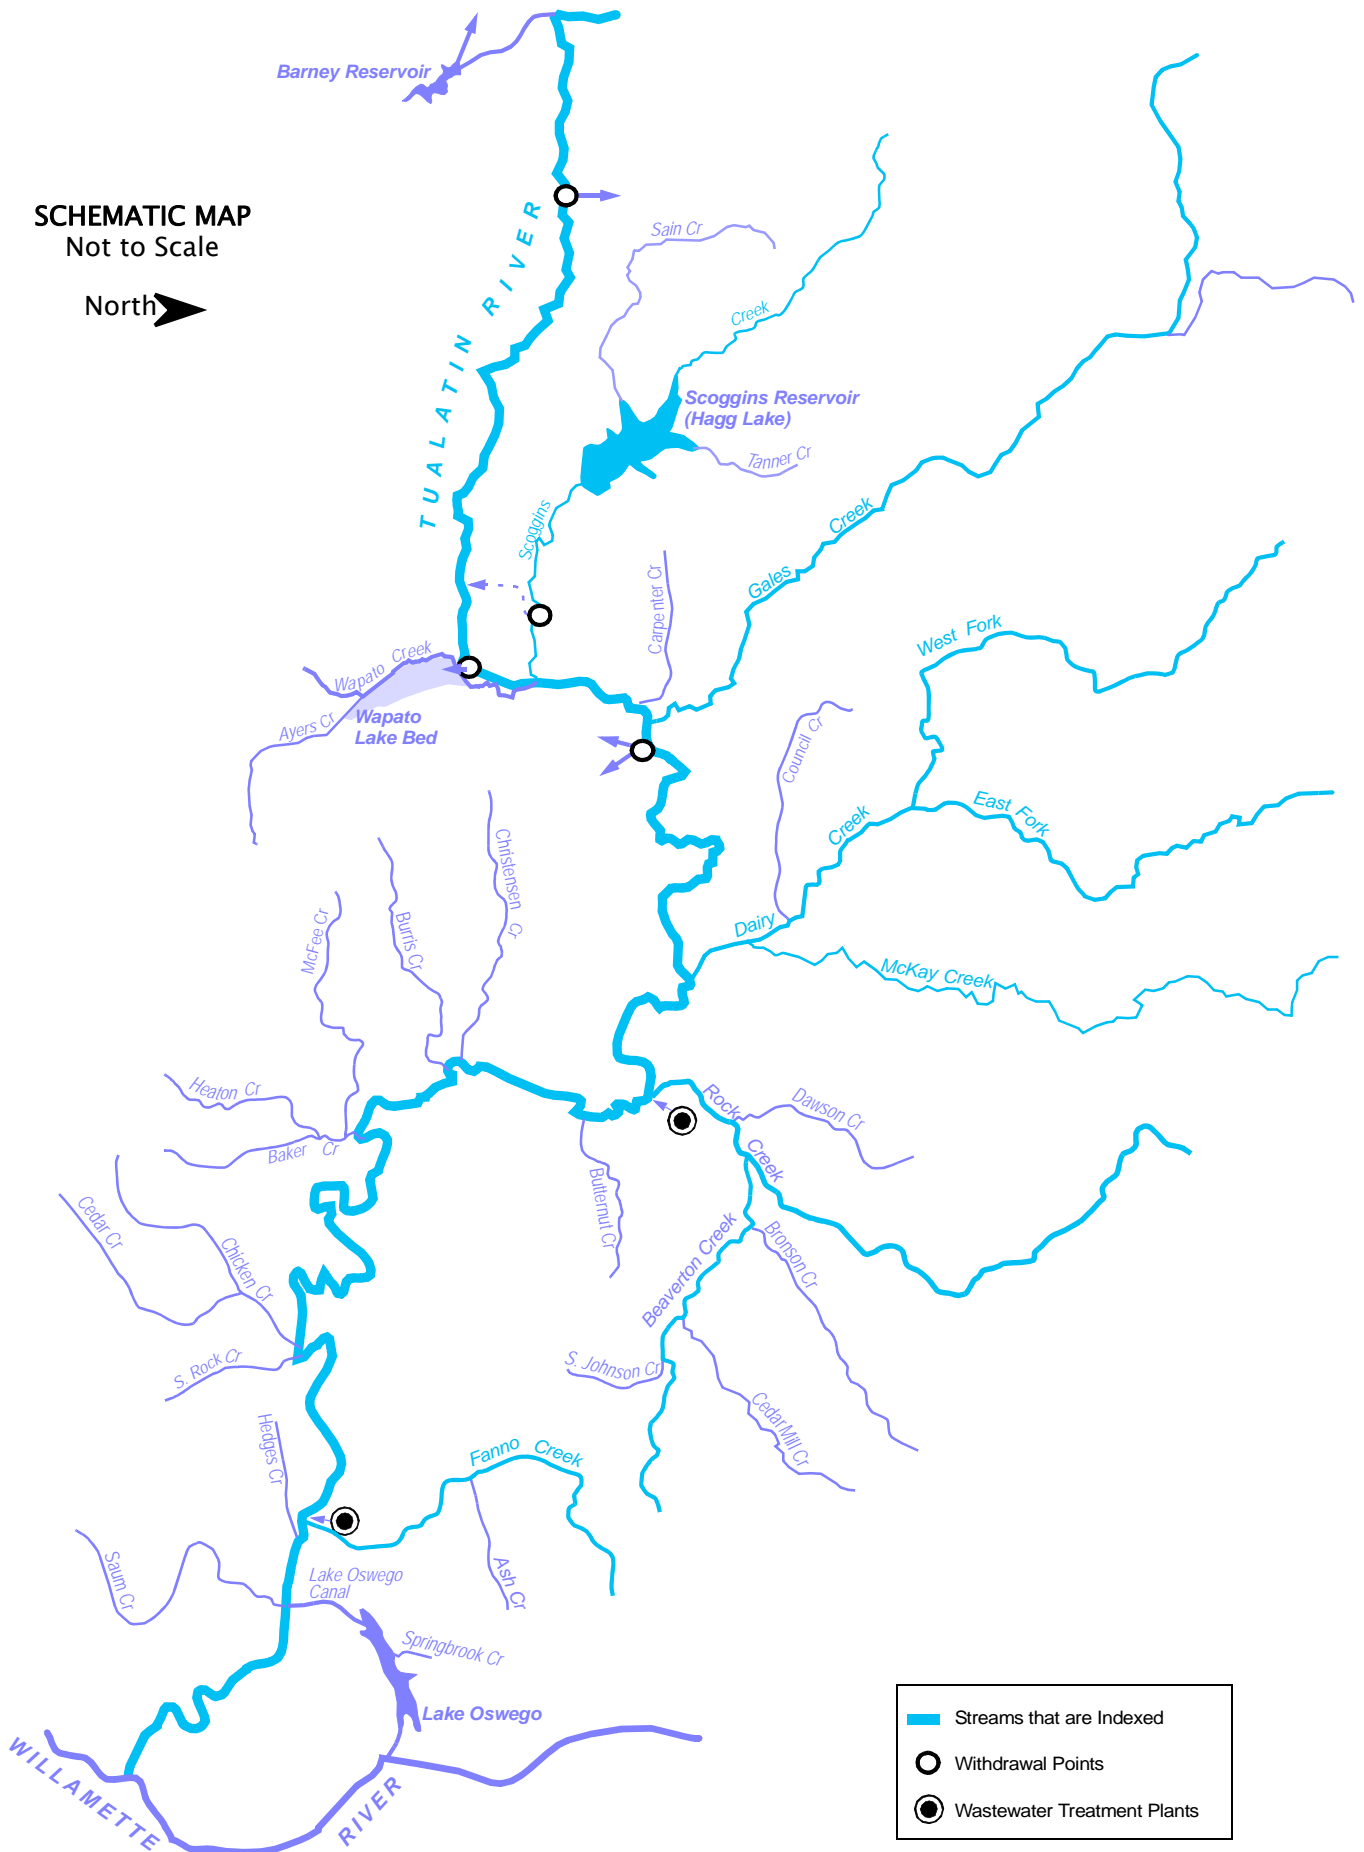 Barney Reservoir
SCHEMATIC MAP
Not to Scale
North
TUALATIN RIVER
Sain Cr
Creek
Scoggins Reservoir
(Hagg Lake)
Tanner Cr
Scoggins
Creek
Gales
Carpenter Cr
West Fork
Wapato Creek
Ayers Cr
Wapato
Lake Bed
Council Cr
East Fork
Creek
Christensen Cr
Burris Cr
McFee Cr
Dairy
McKay Creek
Heaton Cr
Rock
Creek
Dawson Cr
Baker Cr
Butternut Cr
Cedar Cr
Chicken Cr
Beaverton Creek
Bronson Cr
S. Rock Cr
S. Johnson Cr
Cedar Mill Cr
Hedges Cr
Fanno Creek
Saum Cr
Lake Oswego
Canal
Ash Cr
Springbrook Cr
Lake Oswego
WILLAMETTE
RIVER
Streams that are Indexed
Withdrawal Points
Wastewater Treatment Plants